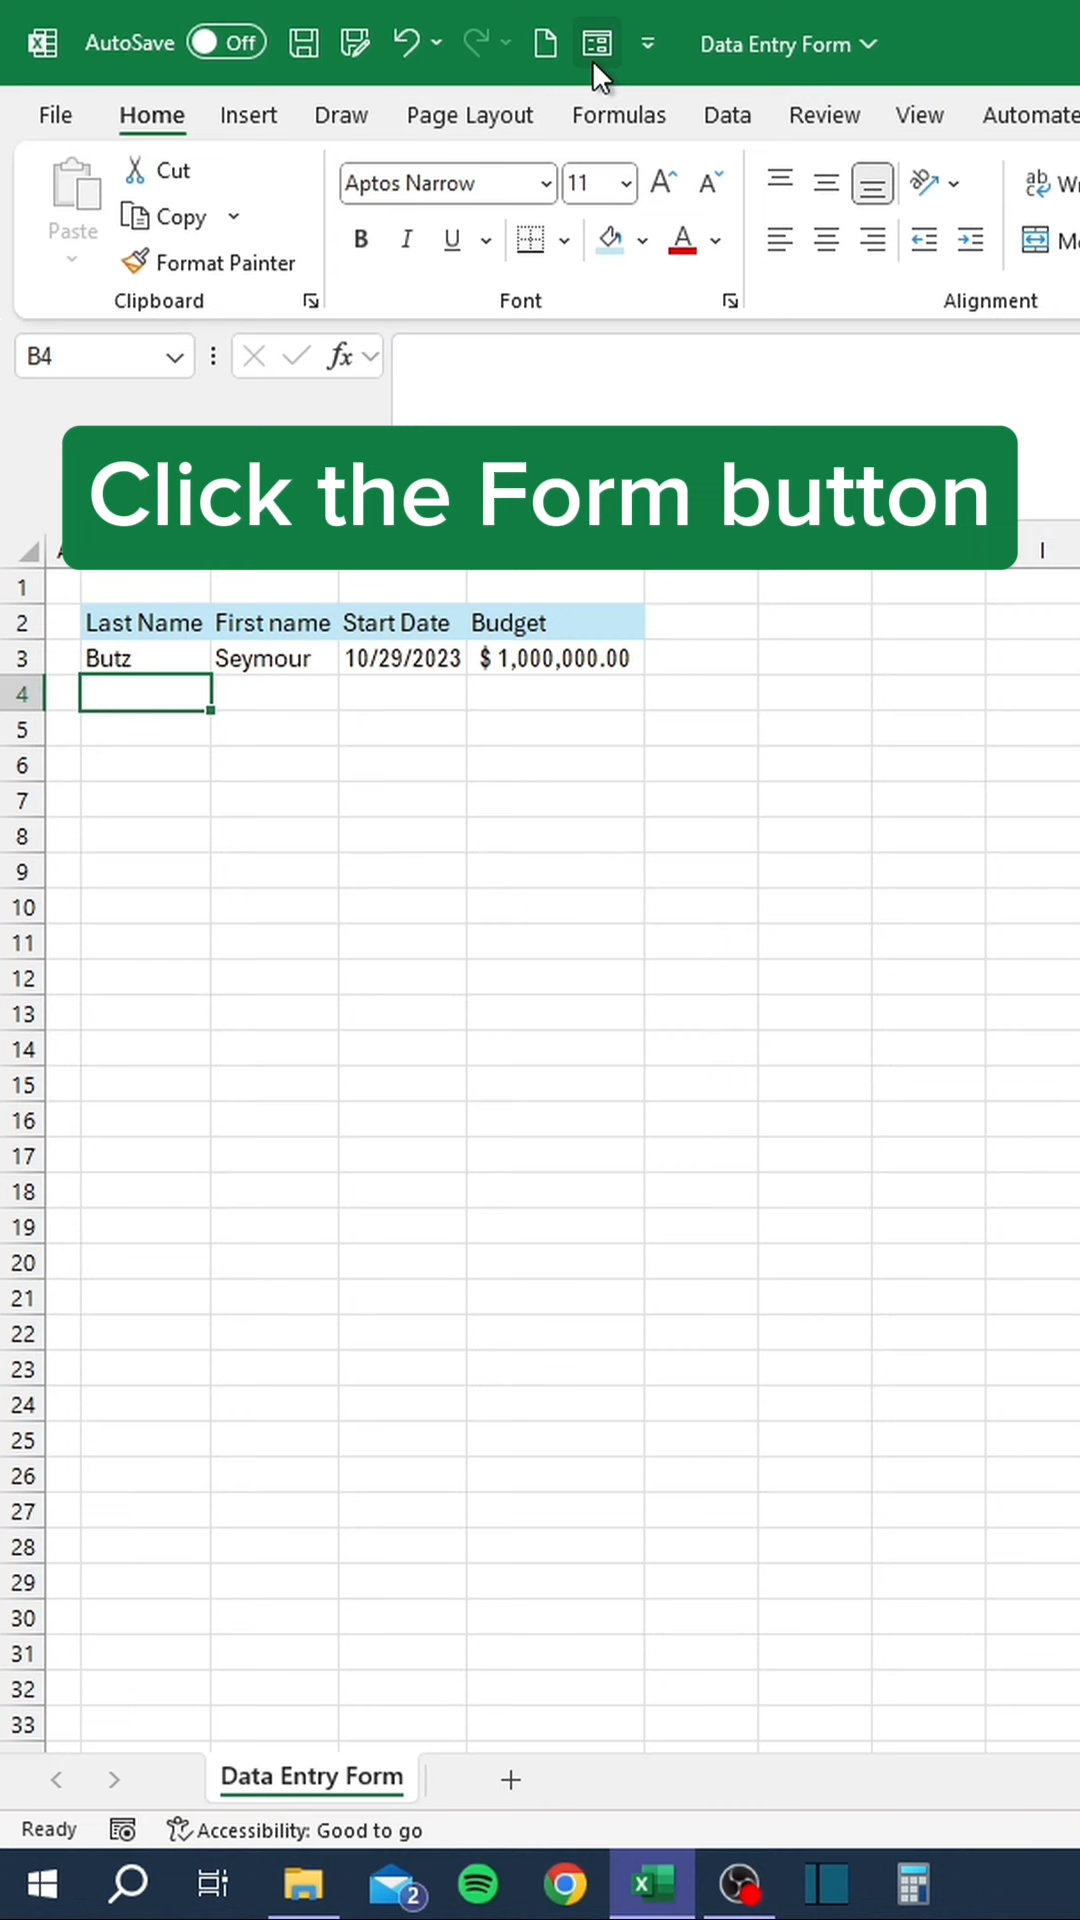 AutoSave Off Data Entry Form
File Home Insert Draw Page Layout Formulas Data Review View Automate
Cut
Paste
Copy
Format Painter
Clipboard
Aptos Narrow 11
B I U A
Font
ab
c
Alignment
B4 fx
Click the Form button
I
1
2 Last Name First name Start Date Budget
3 Butz Seymour 10/29/2023 $ 1,000,000.00
4
5
6
7
8
9
10
11
12
13
14
15
16
17
18
19
20
21
22
23
24
25
26
27
28
29
30
31
32
33
Data Entry Form
Ready Accessibility: Good to go
2